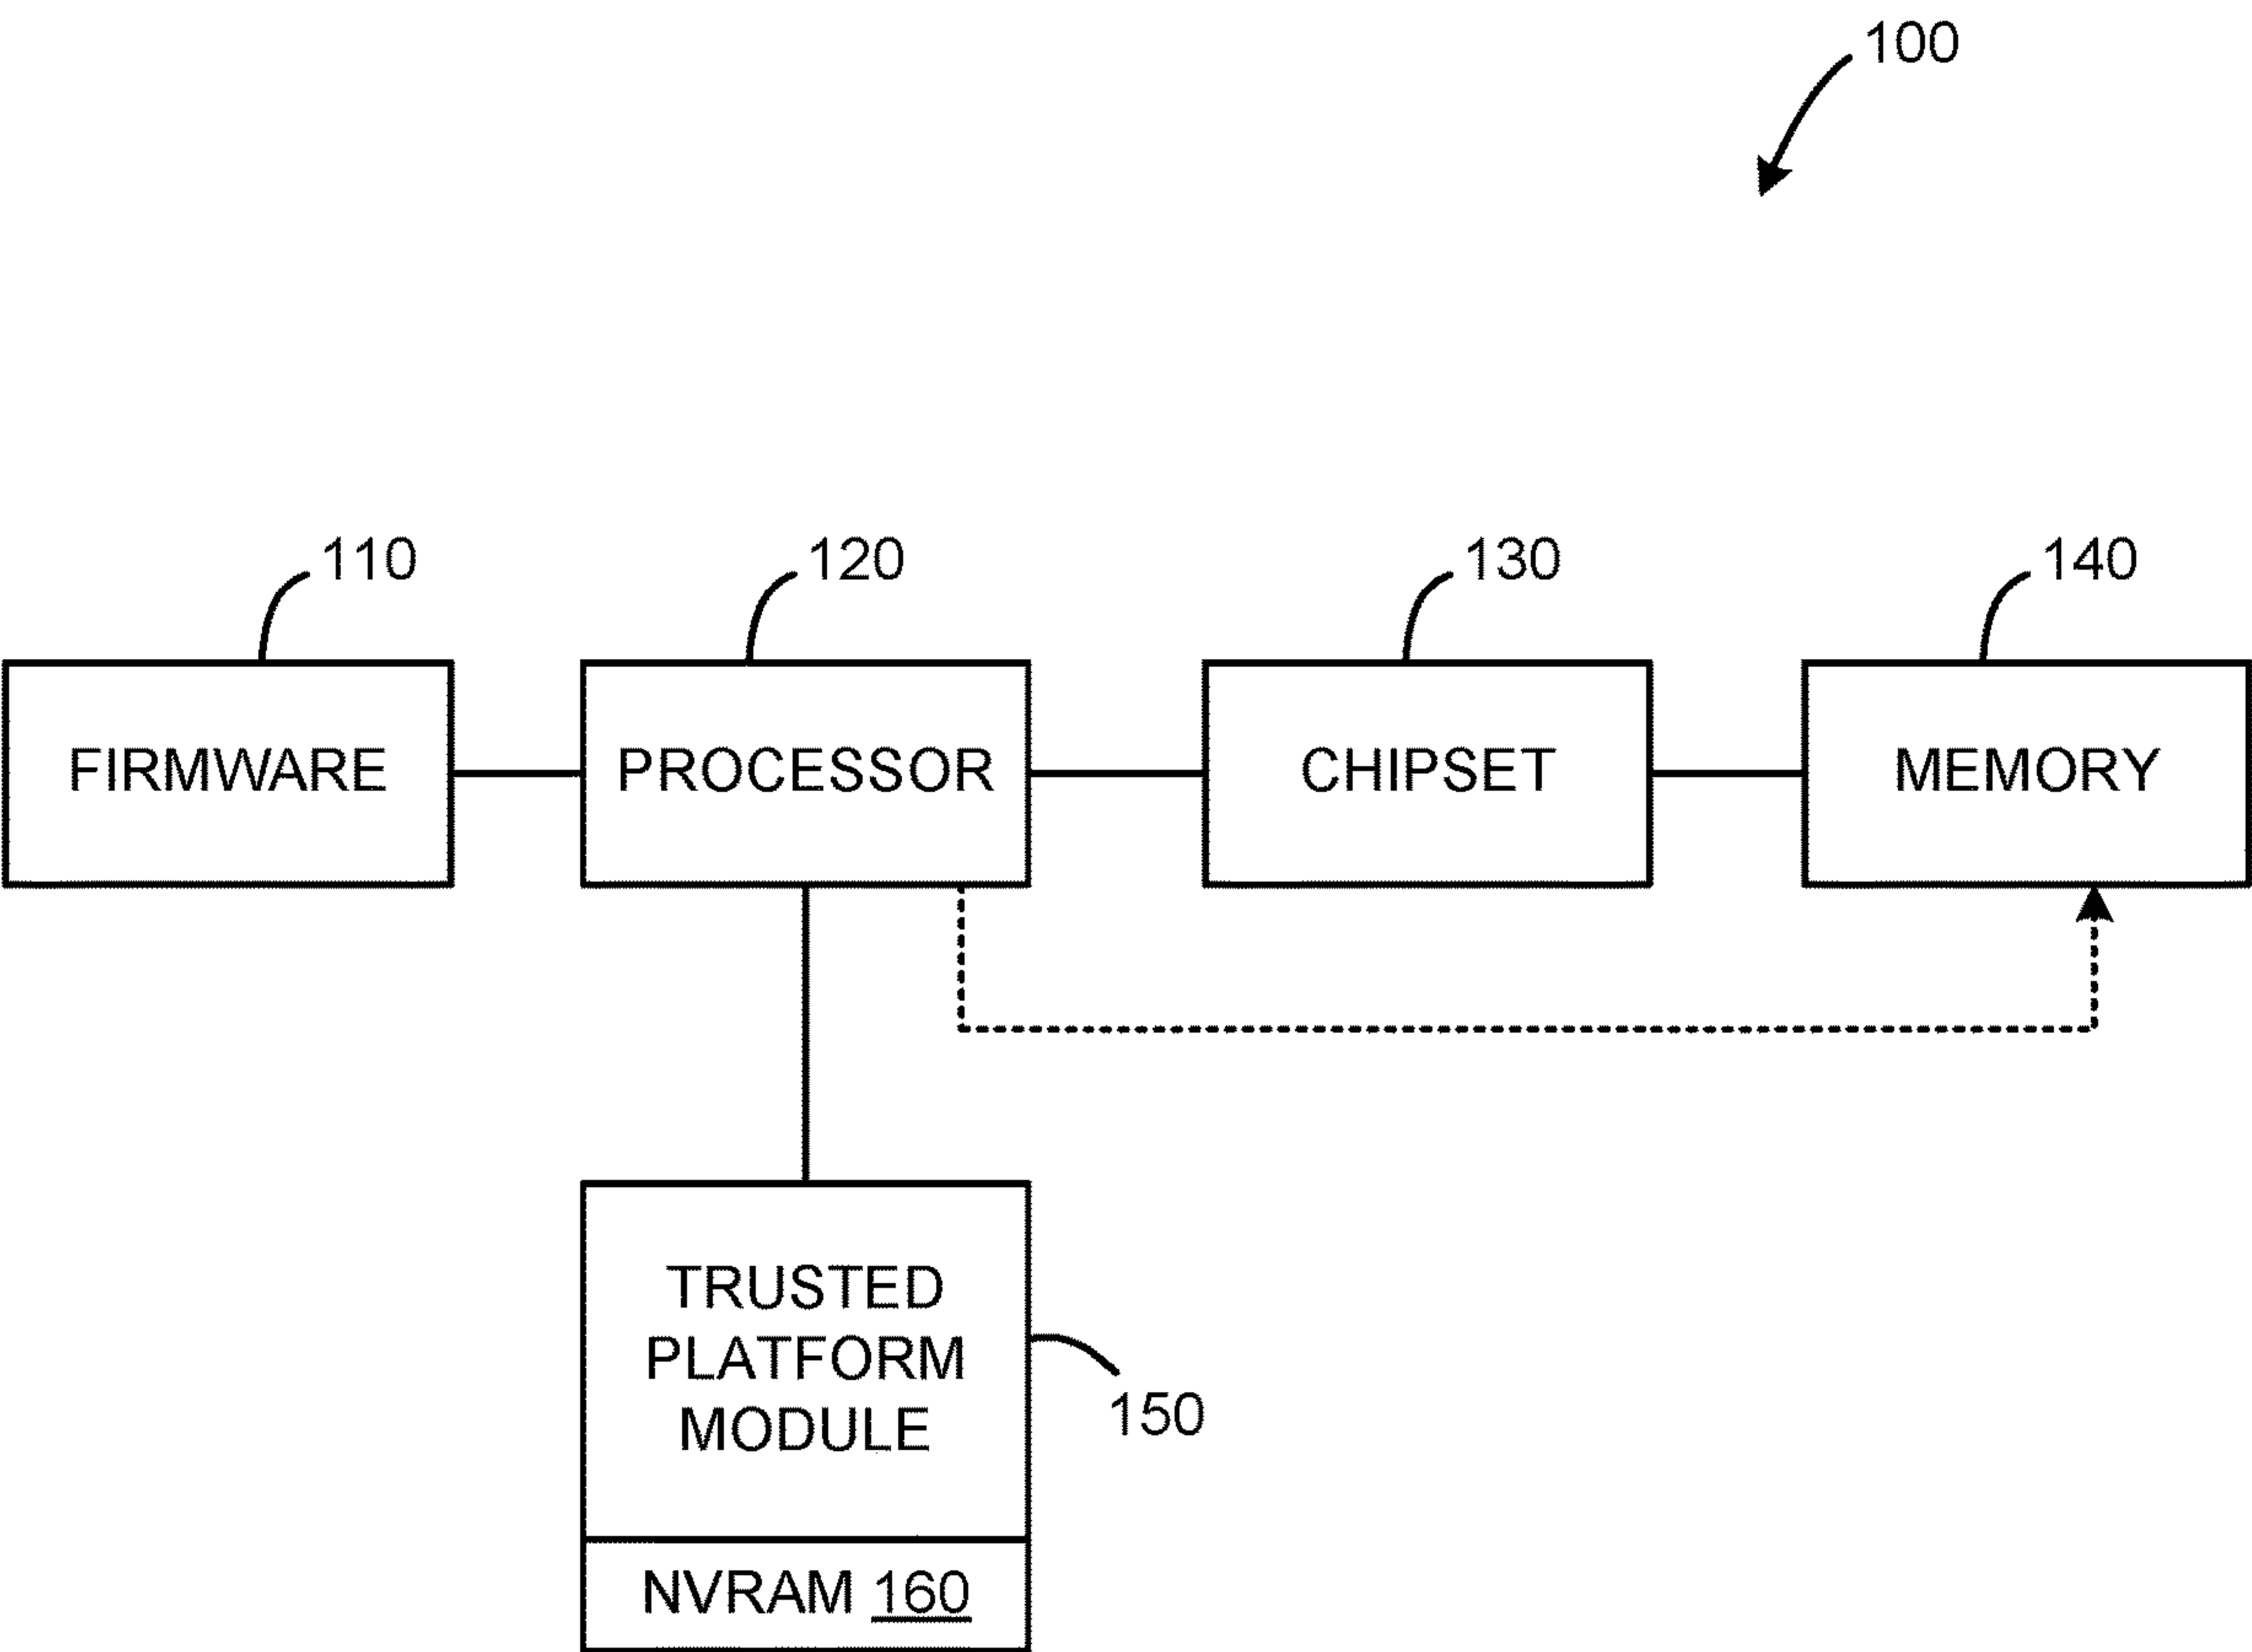 100
110
120
130
140
FIRMWARE
PROCESSOR
CHIPSET
MEMORY
TRUSTED
PLATFORM
MODULE
150
NVRAM 160